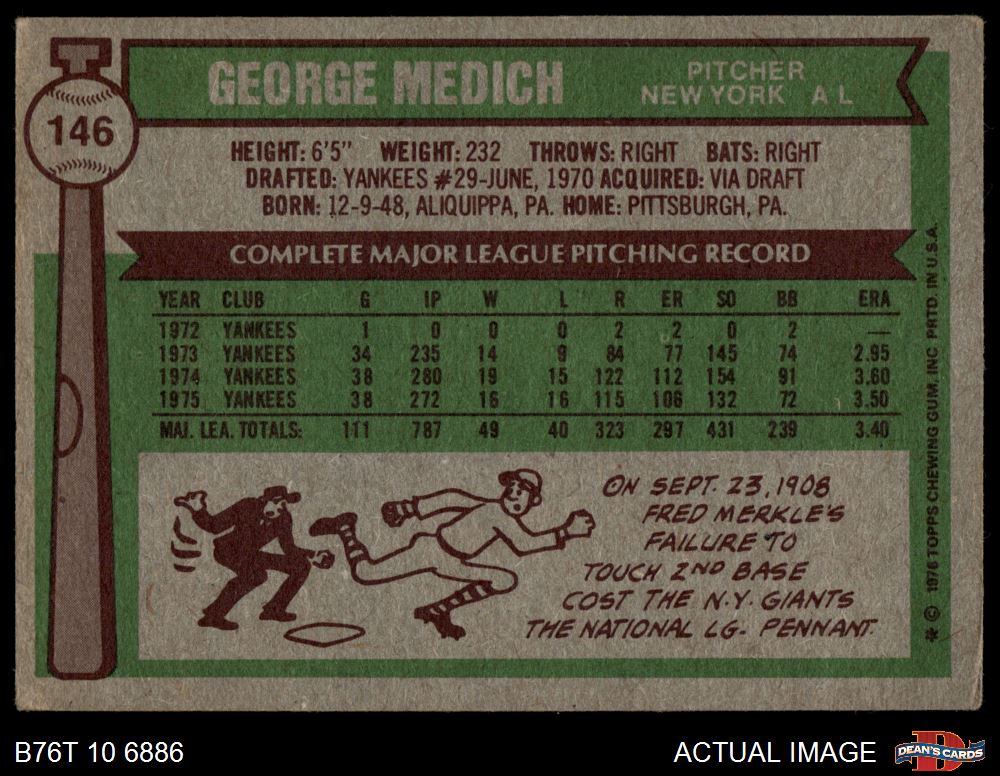 146
GEORGE MEDICH
PITCHER
NEW YORK A L
HEIGHT: 6'5" WEIGHT: 232 THROWS: RIGHT BATS: RIGHT
DRAFTED: YANKEES #29-JUNE, 1970 ACQUIRED: VIA DRAFT
BORN: 12-9-48, ALIQUIPPA, PA. HOME: PITTSBURGH, PA.
COMPLETE MAJOR LEAGUE PITCHING RECORD
YEAR CLUB G IP W L R ER SO BB ERA
1972 YANKEES 1 0 0 0 2 2 0 2 —
1973 YANKEES 34 235 14 9 84 77 145 74 2.95
1974 YANKEES 38 280 19 15 122 112 154 91 3.60
1975 YANKEES 38 272 16 16 115 106 132 72 3.50
MAJ. LEA. TOTALS: 111 787 49 40 323 297 431 239 3.40
ON SEPT. 23, 1908
FRED MERKLE'S
FAILURE TO
TOUCH 2ND BASE
COST THE N.Y. GIANTS
THE NATIONAL LG. PENNANT.
* © 1976 TOPPS CHEWING GUM, INC. PRTD. IN U.S.A.
B76T 10 6886
ACTUAL IMAGE
DEAN'S CARDS